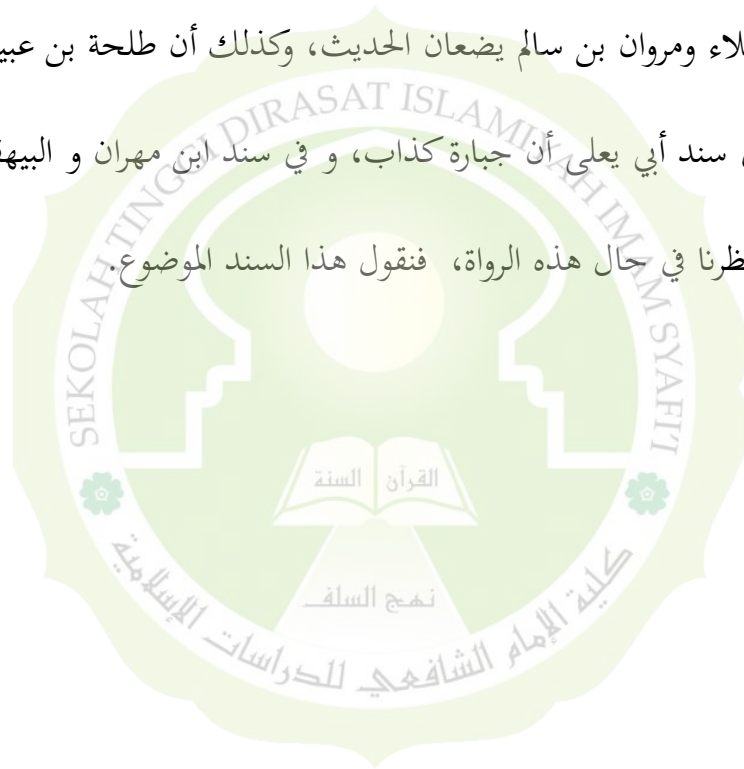 لاء ومروان بن سالم يضعان الحديث، وكذلك أن طلحة بن عبي
سند أبي يعلى أن جبارة كذاب، و في سند ابن مهران و البيهق
ظرنا في حال هذه الرواة، فنقول هذا السند الموضوع.
SEKOLAH TINGGI DIRASAT ISLAMIYAH IMAM SYAFI'I
القرآن السنة
نهج السلف
كلية الإمام الشافعي للدراسات الإسلامية